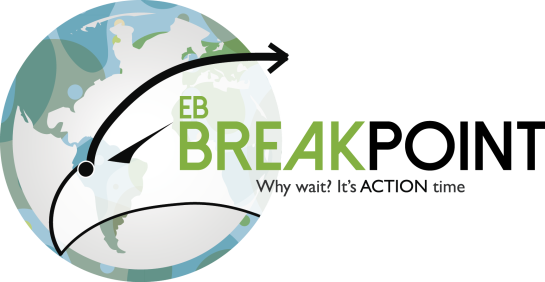 EB
BREAKPOINT
Why wait? It's ACTION time